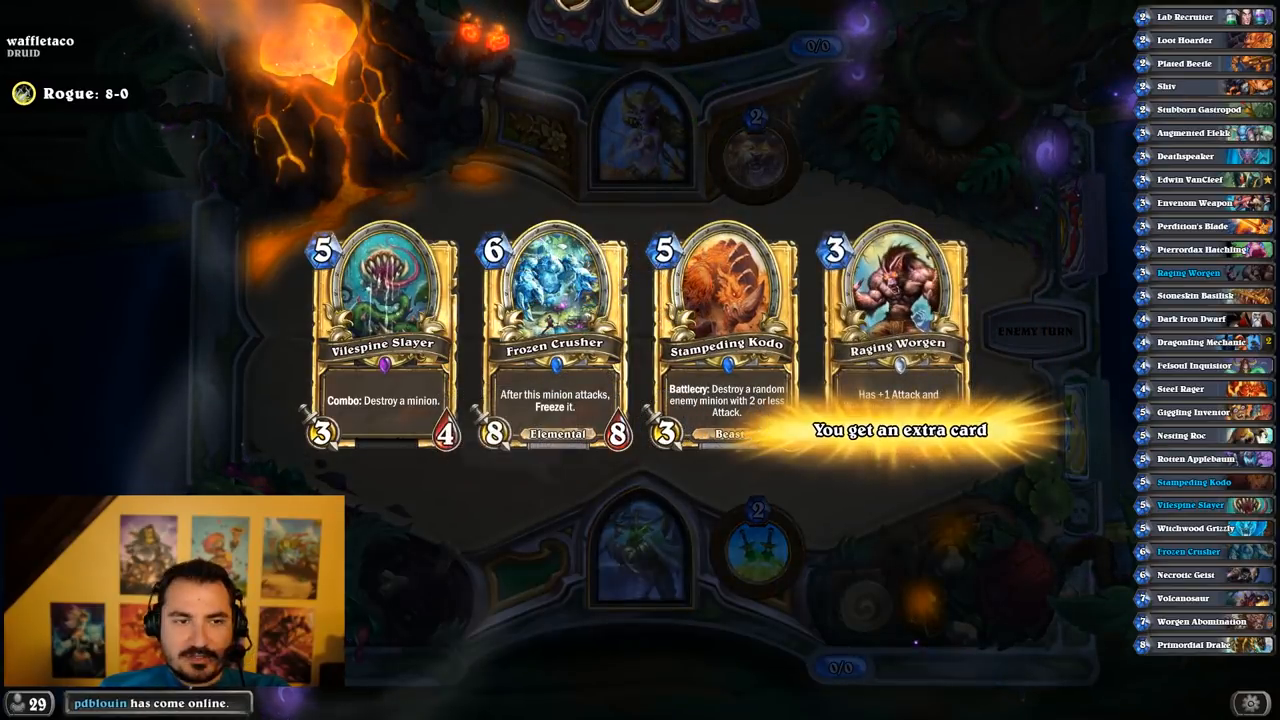 waffletaco
DRUID
Rogue: 8-0
0/0
2
5
6
5
3
Vilespine Slayer
Frozen Crusher
Stampeding Kodo
Raging Worgen
Combo: Destroy a minion.
After this minion attacks,
Freeze it.
Battlecry: Destroy a random
enemy minion with 2 or less
Attack.
Has +1 Attack and
3
4
8
Elemental
8
3
Beast
You get an extra card
ENEMY TURN
2
0/0
29
pdblouin has come online.
2 Lab Recruiter
2 Loot Hoarder
2 Plated Beetle
2 Shiv
2 Stubborn Gastropod
3 Augmented Elekk
3 Deathspeaker
3 Edwin VanCleef
3 Envenom Weapon
3 Perdition's Blade
3 Pterrordax Hatchling
3 Raging Worgen
3 Stoneskin Basilisk
4 Dark Iron Dwarf
4 Dragonling Mechanic 2
4 Felsoul Inquisitor
4 Steel Rager
5 Giggling Inventor
5 Nesting Roc
5 Rotten Applebaum
5 Stampeding Kodo
5 Vilespine Slayer
5 Witchwood Grizzly
6 Frozen Crusher
6 Necrotic Geist
7 Volcanosaur
7 Worgen Abomination
8 Primordial Drake